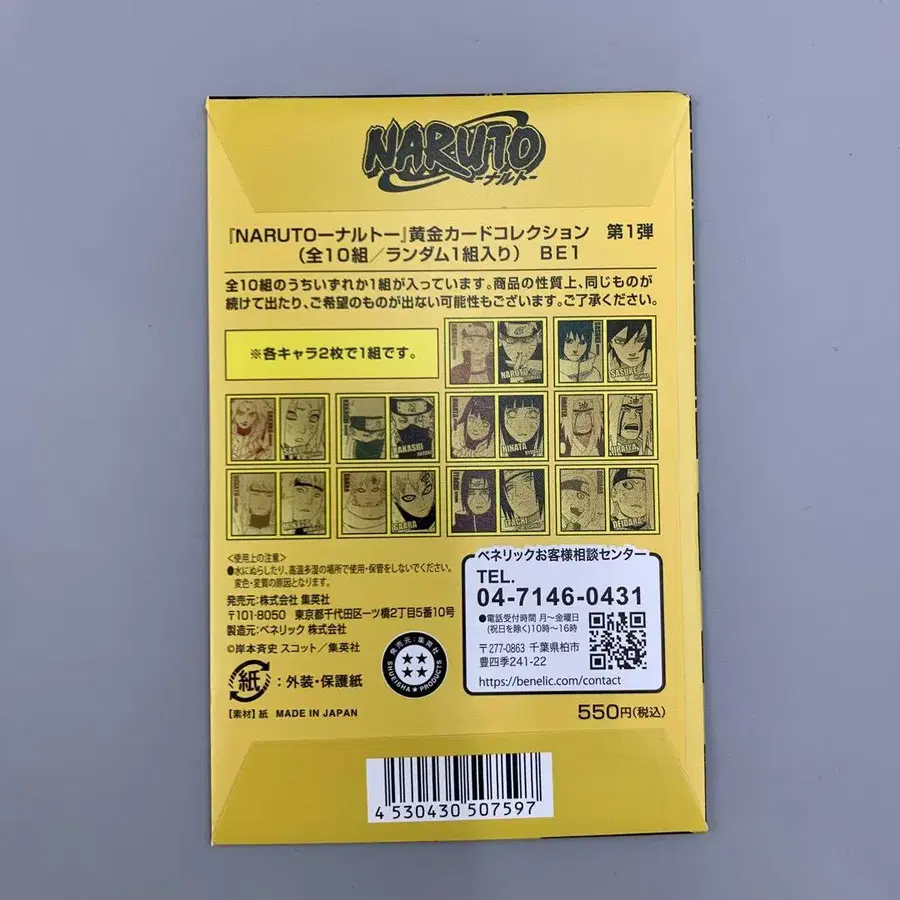 NARUTO
-ナルト-
『NARUTOーナルトー』黄金カードコレクション 第1弾
(全10組/ランダム1組入り) BE1
全10組のうちいずれか1組が入っています。商品の性質上、同じものが
続けて出たり、ご希望のものが出ない可能性もございます。ご了承ください。
※各キャラ2枚で1組です。
NARUTO
SASUKE
KAKASHI
HINATA
JIRAIYA
MINATO
GAARA
ITACHI
DEIDARA
<使用上の注意>
●水にぬらしたり、高温多湿の場所で使用・保管をしないでください。
変色・変質の原因となります。
発売元:株式会社 集英社
〒101-8050 東京都千代田区一ツ橋2丁目5番10号
製造元:ベネリック 株式会社
©岸本斉史 スコット/集英社
紙:外装・保護紙
発売元:集英社
SHUEISHA★PRODUCTS
【素材】紙 MADE IN JAPAN
ベネリックお客様相談センター
TEL.
04-7146-0431
●電話受付時間 月〜金曜日
(祝日を除く)10時〜16時
〒277-0863 千葉県柏市
豊四季241-22
https://benelic.com/contact
550円(税込)
4 530430 507597